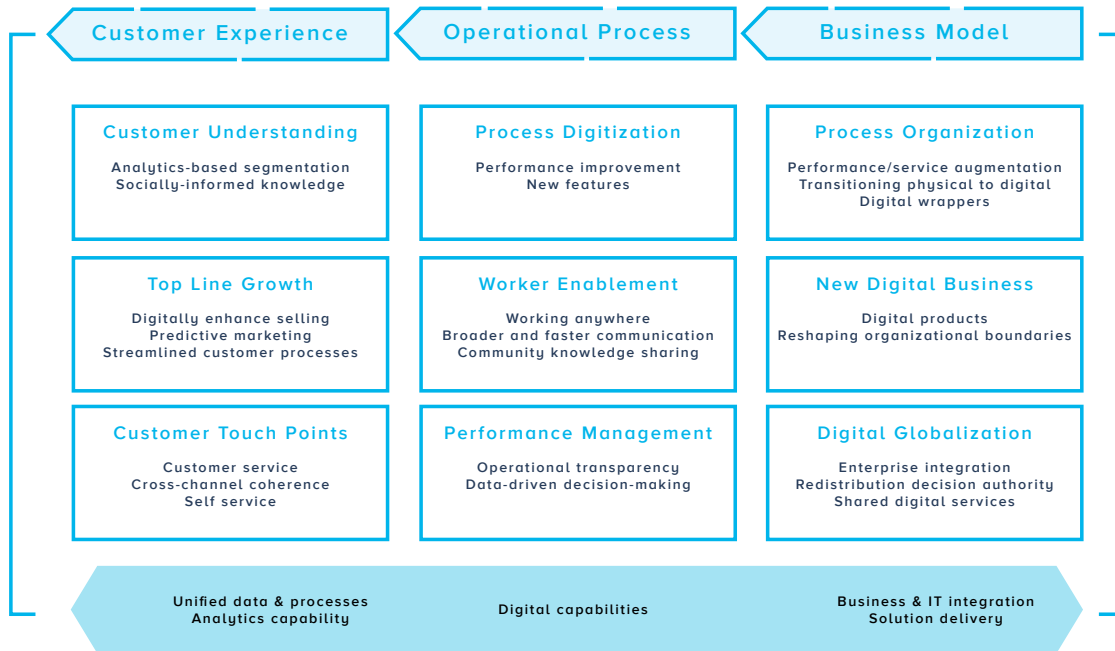 Customer Experience
Operational Process
Business Model
Customer Understanding
Analytics-based segmentation
Socially-informed knowledge
Process Digitization
Performance improvement
New features
Process Organization
Performance/service augmentation
Transitioning physical to digital
Digital wrappers
Top Line Growth
Digitally enhance selling
Predictive marketing
Streamlined customer processes
Worker Enablement
Working anywhere
Broader and faster communication
Community knowledge sharing
New Digital Business
Digital products
Reshaping organizational boundaries
Customer Touch Points
Customer service
Cross-channel coherence
Self service
Performance Management
Operational transparency
Data-driven decision-making
Digital Globalization
Enterprise integration
Redistribution decision authority
Shared digital services
Unified data & processes
Analytics capability
Digital capabilities
Business & IT integration
Solution delivery